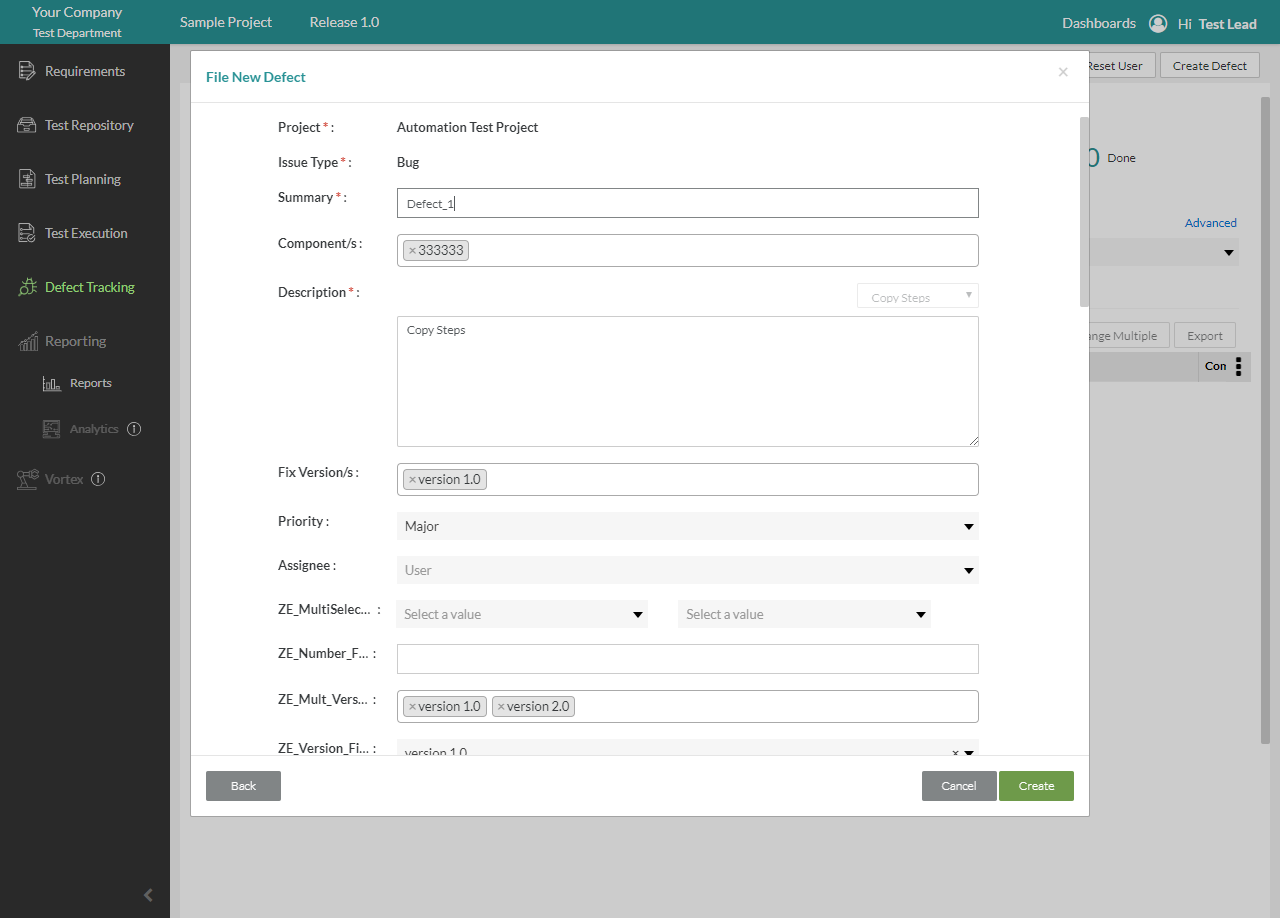 Your Company
Test Department
Sample Project
Release 1.0
Dashboards
Hi Test Lead
Requirements
Test Repository
Test Planning
Test Execution
Defect Tracking
Reporting
Reports
Analytics
Vortex
Reset User
Create Defect
Done
Advanced
ange Multiple
Export
Com
File New Defect
×
Project * :
Automation Test Project
Issue Type * :
Bug
Summary * :
Defect_1
Component/s :
× 333333
Description * :
Copy Steps
Copy Steps
Fix Version/s :
× version 1.0
Priority :
Major
Assignee :
User
ZE_MultiSelec... :
Select a value
Select a value
ZE_Number_F... :
ZE_Mult_Vers... :
× version 1.0 × version 2.0
ZE_Version_Fi... :
version 1.0 ×
Back
Cancel
Create